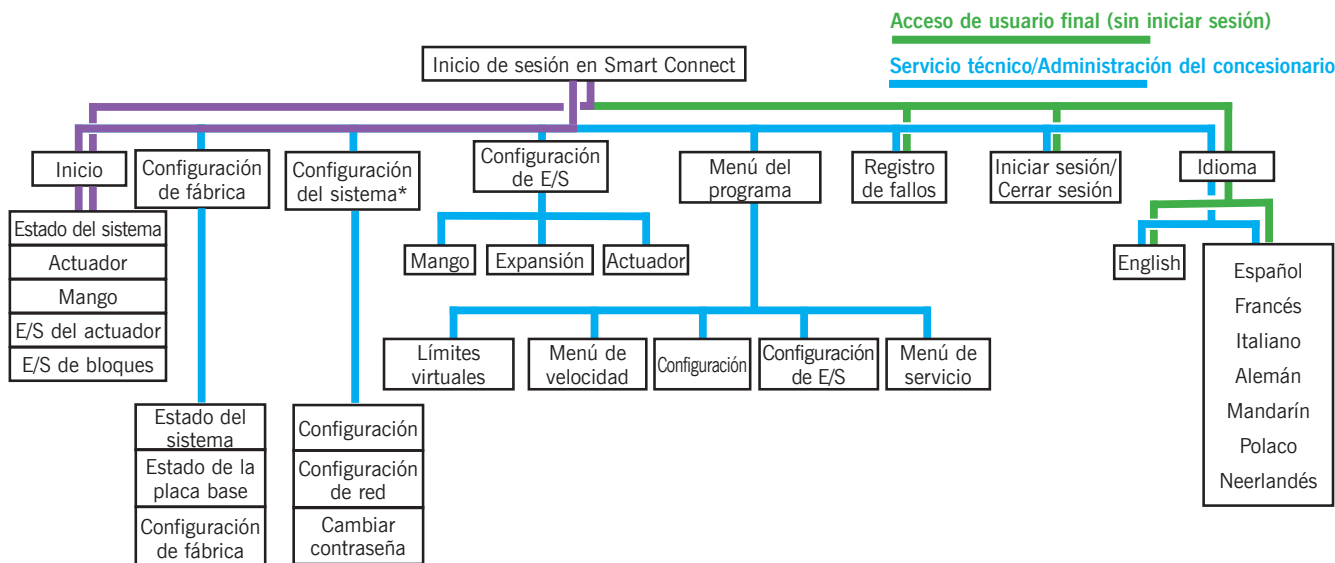 Acceso de usuario final (sin iniciar sesión)
Servicio técnico/Administración del concesionario
Inicio de sesión en Smart Connect
Inicio
Configuración
de fábrica
Configuración
del sistema*
Configuración
de E/S
Menú del
programa
Registro
de fallos
Iniciar sesión/
Cerrar sesión
Idioma
Estado del sistema
Actuador
Mango
E/S del actuador
E/S de bloques
Mango
Expansión
Actuador
English
Español
Francés
Italiano
Alemán
Mandarín
Polaco
Neerlandés
Límites
virtuales
Menú de
velocidad
Configuración
Configuración
de E/S
Menú de
servicio
Estado del
sistema
Estado de la
placa base
Configuración
de fábrica
Configuración
Configuración
de red
Cambiar
contraseña